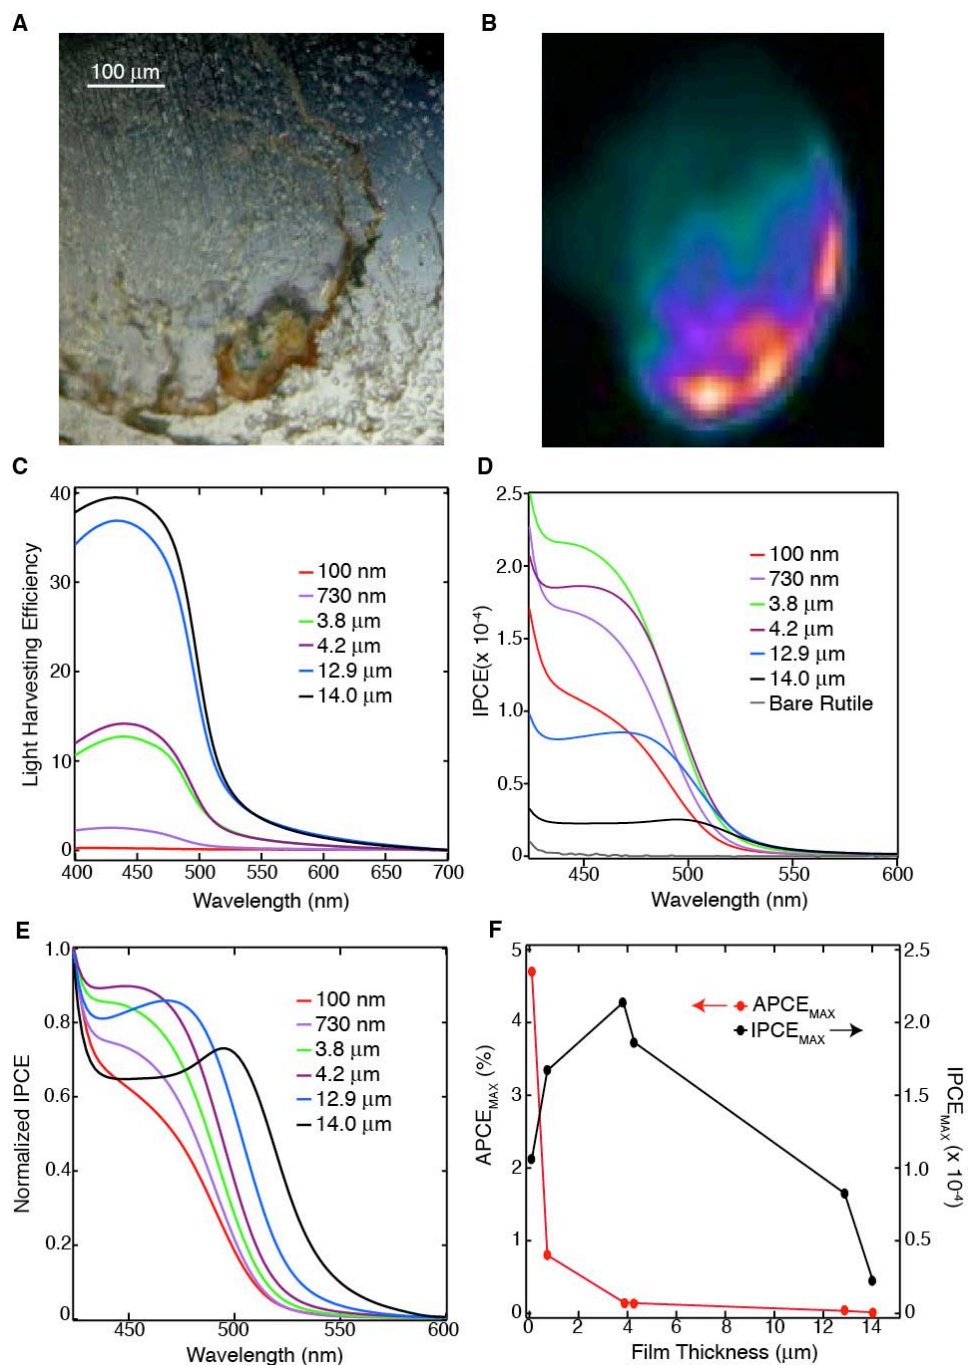 A
B
100 µm
C
D
40
30
20
10
0
400
450
500
550
600
650
700
Light Harvesting Efficiency
Wavelength (nm)
100 nm
730 nm
3.8 µm
4.2 µm
12.9 µm
14.0 µm
2.5
2.0
1.5
1.0
0.5
0
450
500
550
600
IPCE(x 10-4)
Wavelength (nm)
100 nm
730 nm
3.8 µm
4.2 µm
12.9 µm
14.0 µm
Bare Rutile
E
F
1.0
0.8
0.6
0.4
0.2
0
450
500
550
600
Normalized IPCE
Wavelength (nm)
100 nm
730 nm
3.8 µm
4.2 µm
12.9 µm
14.0 µm
5
4
3
2
1
0
APCEMAX (%)
2.5
2.0
1.5
1.0
0.5
0
IPCEMAX (x 10-4)
0 2 4 6 8 10 12 14
Film Thickness (µm)
APCEMAX
IPCEMAX